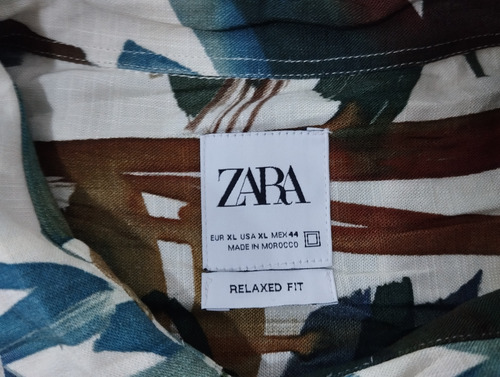 ZARA
EUR XL USA XL MEX 44
MADE IN MOROCCO
RELAXED FIT